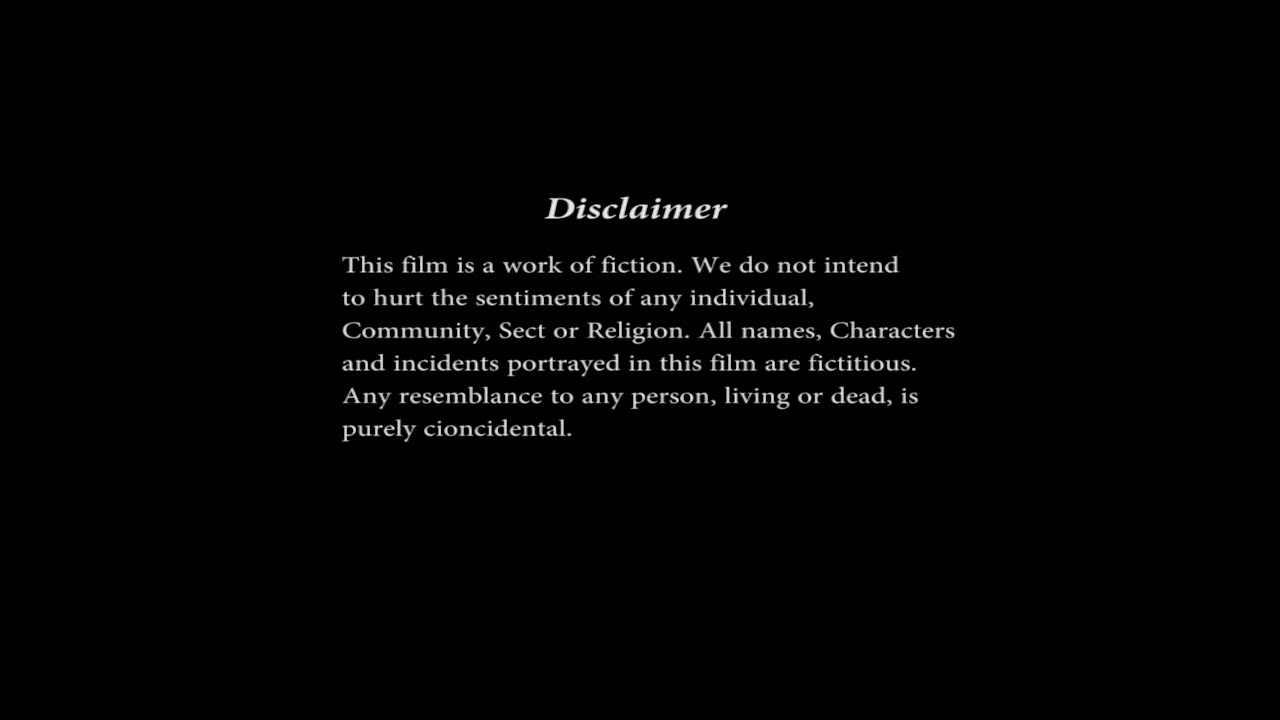 Disclaimer
This film is a work of fiction. We do not intend
to hurt the sentiments of any individual,
Community, Sect or Religion. All names, Characters
and incidents portrayed in this film are fictitious.
Any resemblance to any person, living or dead, is
purely cioncidental.